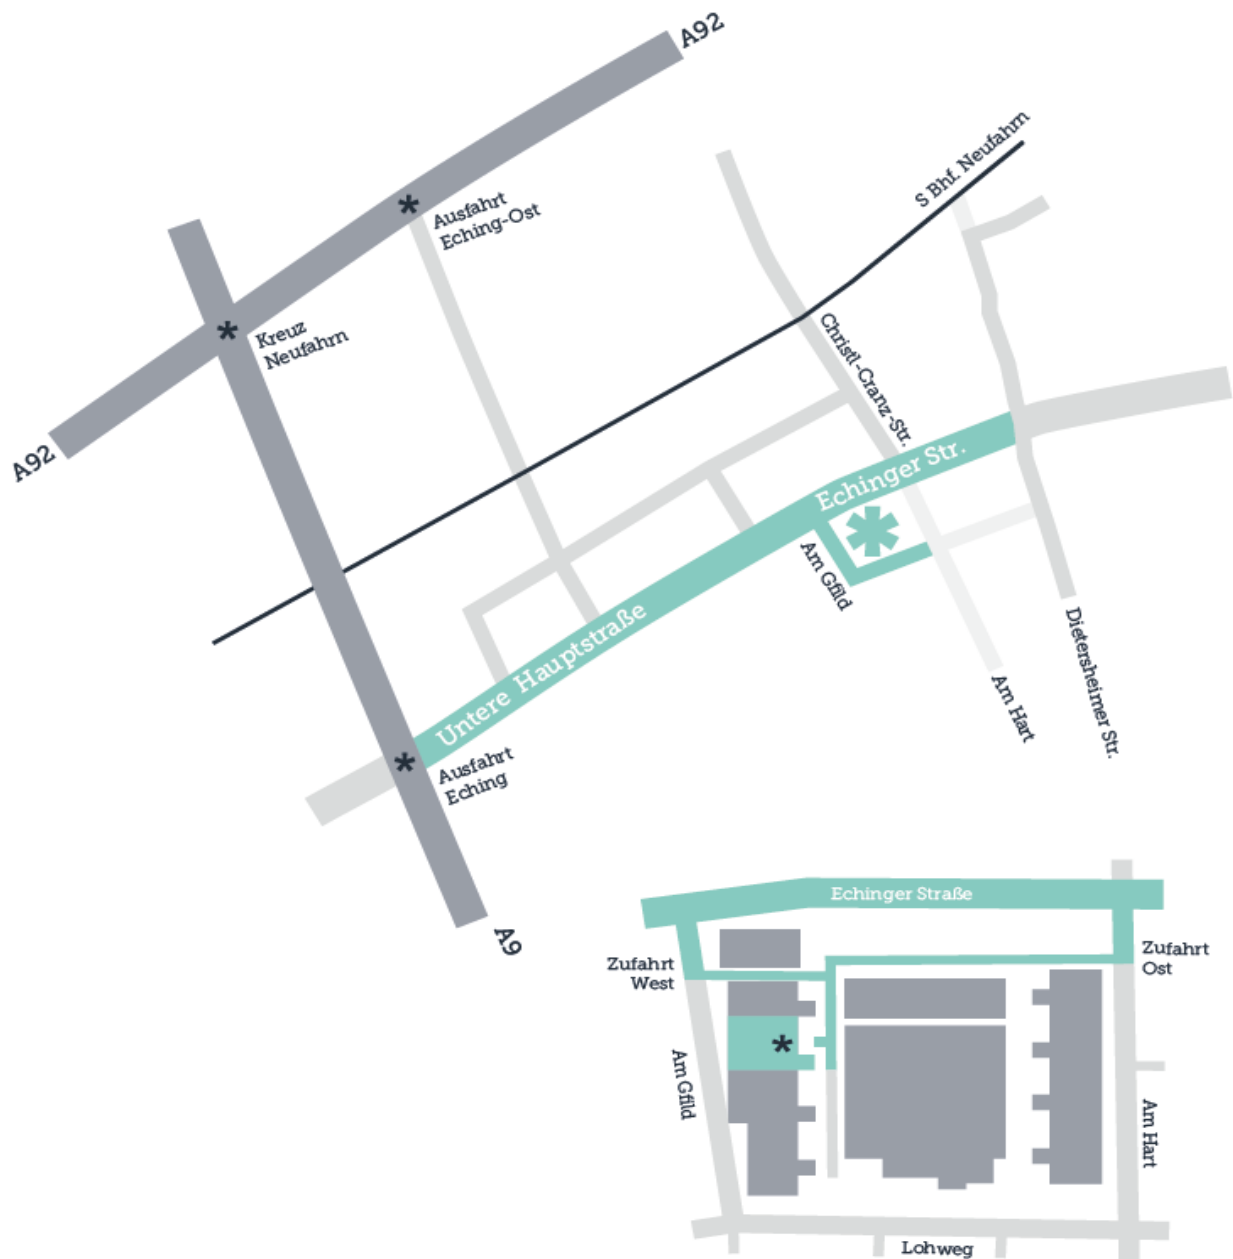 A92
S Bhf. Neufahrn
Ausfahrt
Eching-Ost
Kreuz
Neufahrn
Christl-Cranz-Str.
A92
Echinger Str.
Am Gfild
Untere Hauptstraße
Dietersheimer Str.
Am Hart
Ausfahrt
Eching
A9
Echinger Straße
Zufahrt
West
Zufahrt
Ost
Am Gfild
Am Hart
Lohweg